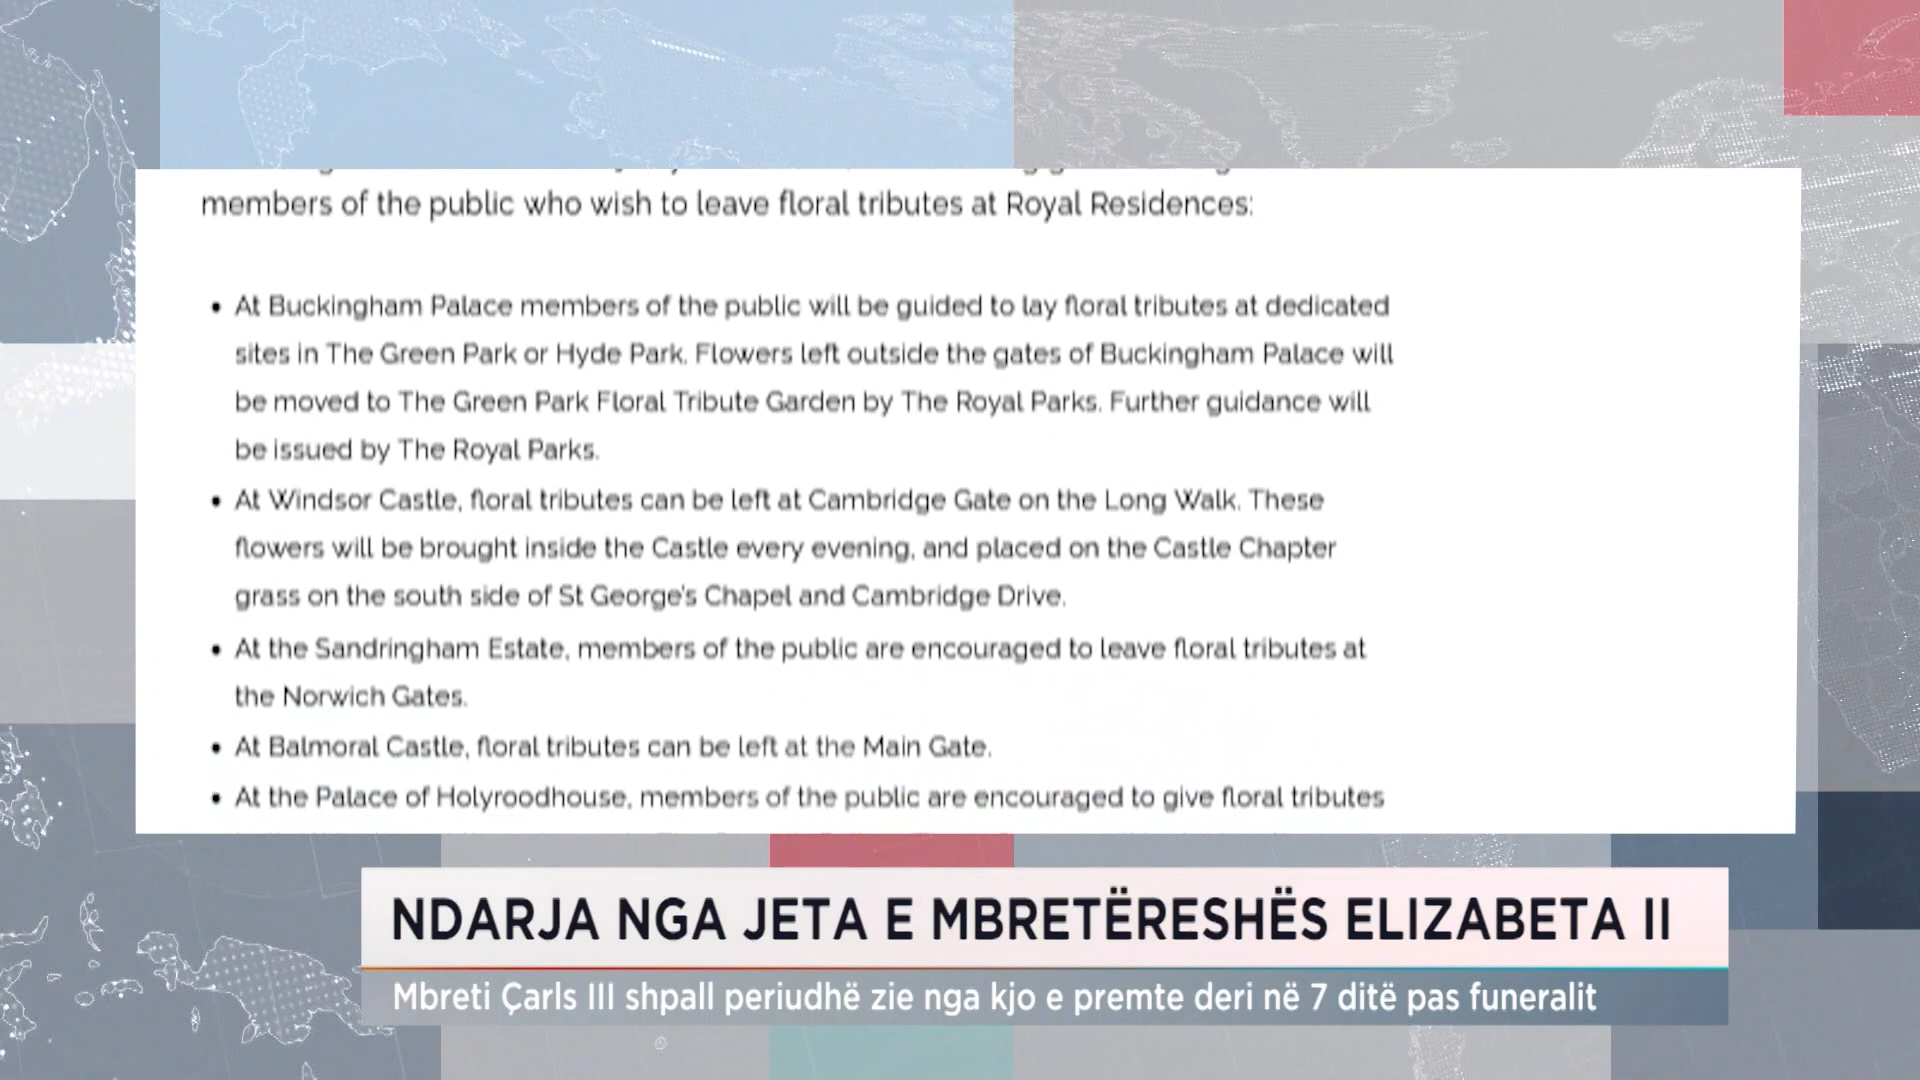 members of the public who wish to leave floral tributes at Royal Residences:
• At Buckingham Palace members of the public will be guided to lay floral tributes at dedicated
sites in The Green Park or Hyde Park. Flowers left outside the gates of Buckingham Palace will
be moved to The Green Park Floral Tribute Garden by The Royal Parks. Further guidance will
be issued by The Royal Parks.
• At Windsor Castle, floral tributes can be left at Cambridge Gate on the Long Walk. These
flowers will be brought inside the Castle every evening, and placed on the Castle Chapter
grass on the south side of St George's Chapel and Cambridge Drive.
• At the Sandringham Estate, members of the public are encouraged to leave floral tributes at
the Norwich Gates.
• At Balmoral Castle, floral tributes can be left at the Main Gate.
• At the Palace of Holyroodhouse, members of the public are encouraged to give floral tributes
NDARJA NGA JETA E MBRETËRESHËS ELIZABETA II
Mbreti Çarls III shpall periudhë zie nga kjo e premte deri në 7 ditë pas funeralit